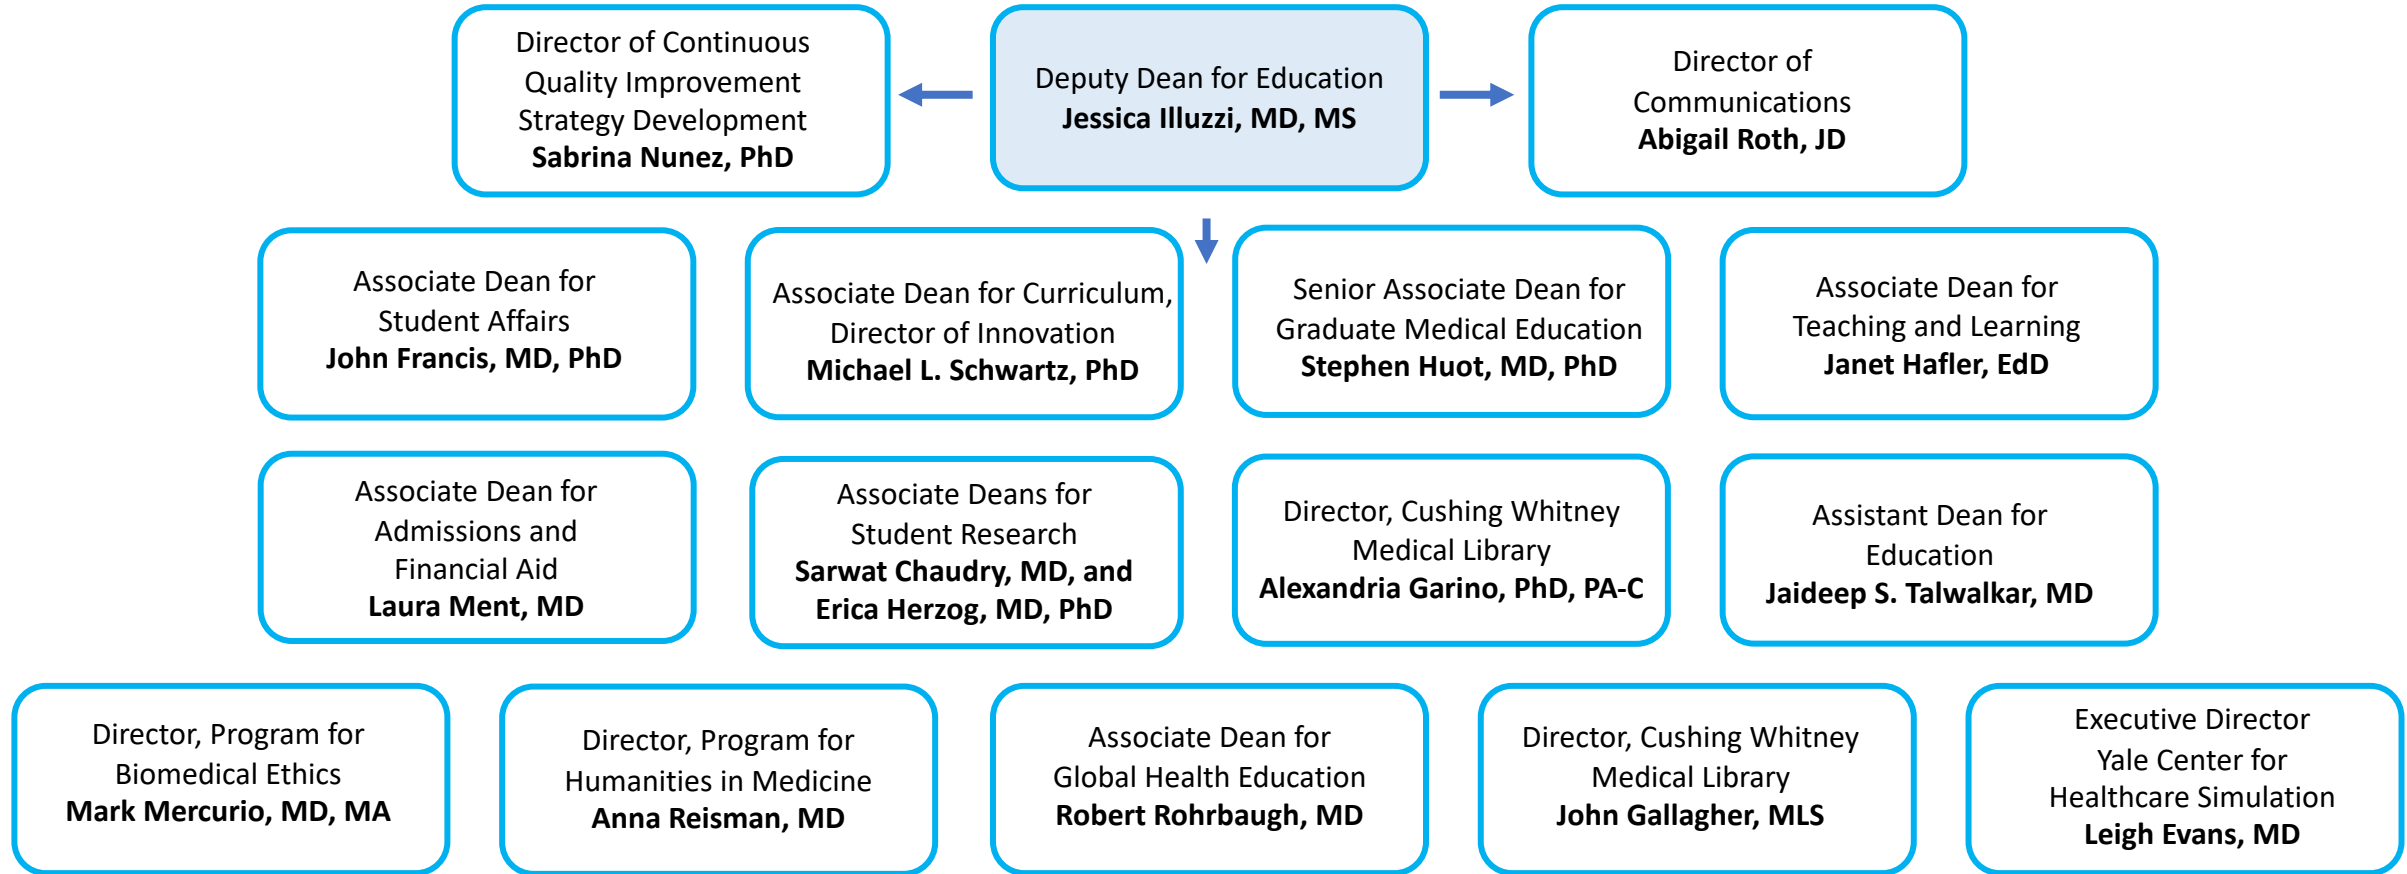 Director of Continuous
Quality Improvement
Strategy Development
Sabrina Nunez, PhD
Deputy Dean for Education
Jessica Illuzzi, MD, MS
Director of
Communications
Abigail Roth, JD
Associate Dean for
Student Affairs
John Francis, MD, PhD
Associate Dean for Curriculum,
Director of Innovation
Michael L. Schwartz, PhD
Senior Associate Dean for
Graduate Medical Education
Stephen Huot, MD, PhD
Associate Dean for
Teaching and Learning
Janet Hafler, EdD
Associate Dean for
Admissions and
Financial Aid
Laura Ment, MD
Associate Deans for
Student Research
Sarwat Chaudry, MD, and
Erica Herzog, MD, PhD
Director, Cushing Whitney
Medical Library
Alexandria Garino, PhD, PA-C
Assistant Dean for
Education
Jaideep S. Talwalkar, MD
Director, Program for
Biomedical Ethics
Mark Mercurio, MD, MA
Director, Program for
Humanities in Medicine
Anna Reisman, MD
Associate Dean for
Global Health Education
Robert Rohrbaugh, MD
Director, Cushing Whitney
Medical Library
John Gallagher, MLS
Executive Director
Yale Center for
Healthcare Simulation
Leigh Evans, MD